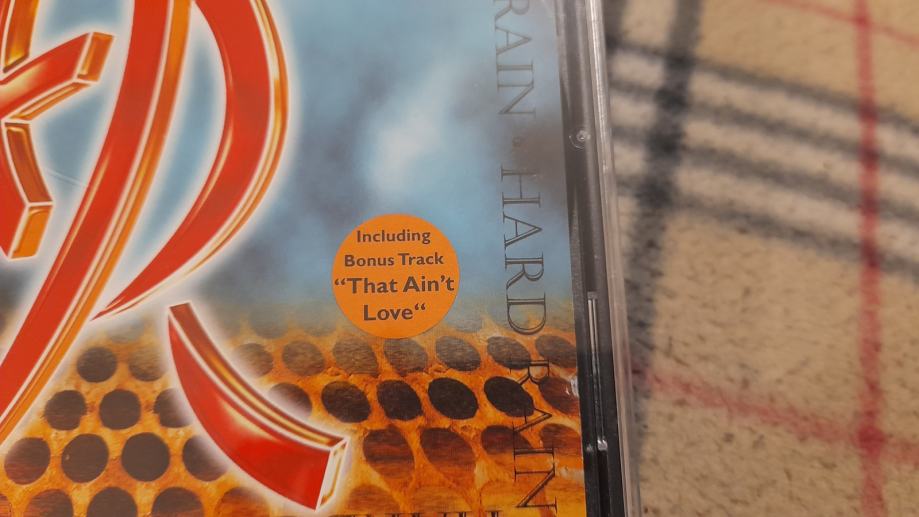 RAIN · HARD RAIN
Including
Bonus Track
“That Ain't
Love“